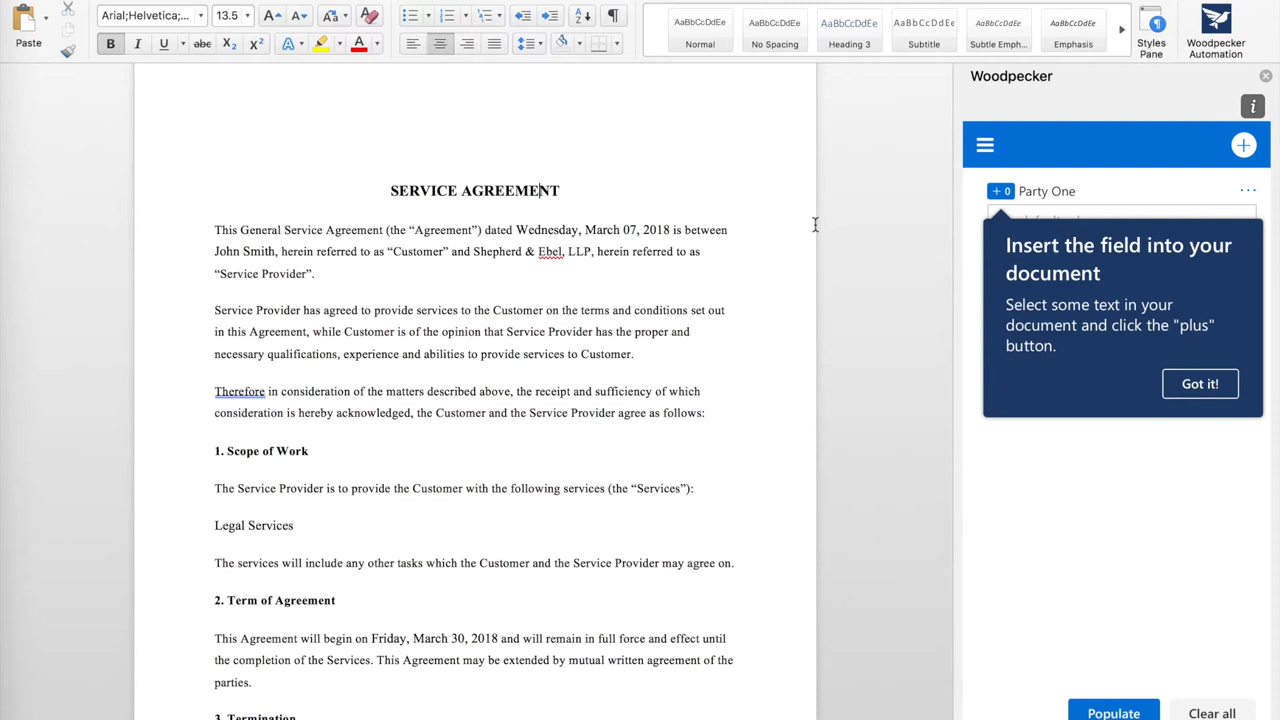 Paste
Arial;Helvetica;...
13.5
AaBbCcDdEe
Normal
AaBbCcDdEe
No Spacing
AaBbCcDdEe
Heading 3
AaBbCcDdEe
Subtitle
AaBbCcDdEe
Subtle Emph...
AaBbCcDdEe
Emphasis
Styles
Pane
Woodpecker
Automation
B I U abc X2 X2 A A
Woodpecker
+ 0 Party One
Insert the field into your
document
Select some text in your
document and click the "plus"
button.
Got it!
Populate
Clear all
SERVICE AGREEMENT
This General Service Agreement (the “Agreement”) dated Wednesday, March 07, 2018 is between
John Smith, herein referred to as “Customer” and Shepherd & Ebel, LLP, herein referred to as
“Service Provider”.
Service Provider has agreed to provide services to the Customer on the terms and conditions set out
in this Agreement, while Customer is of the opinion that Service Provider has the proper and
necessary qualifications, experience and abilities to provide services to Customer.
Therefore in consideration of the matters described above, the receipt and sufficiency of which
consideration is hereby acknowledged, the Customer and the Service Provider agree as follows:
1. Scope of Work
The Service Provider is to provide the Customer with the following services (the “Services”):
Legal Services
The services will include any other tasks which the Customer and the Service Provider may agree on.
2. Term of Agreement
This Agreement will begin on Friday, March 30, 2018 and will remain in full force and effect until
the completion of the Services. This Agreement may be extended by mutual written agreement of the
parties.
3. Termination